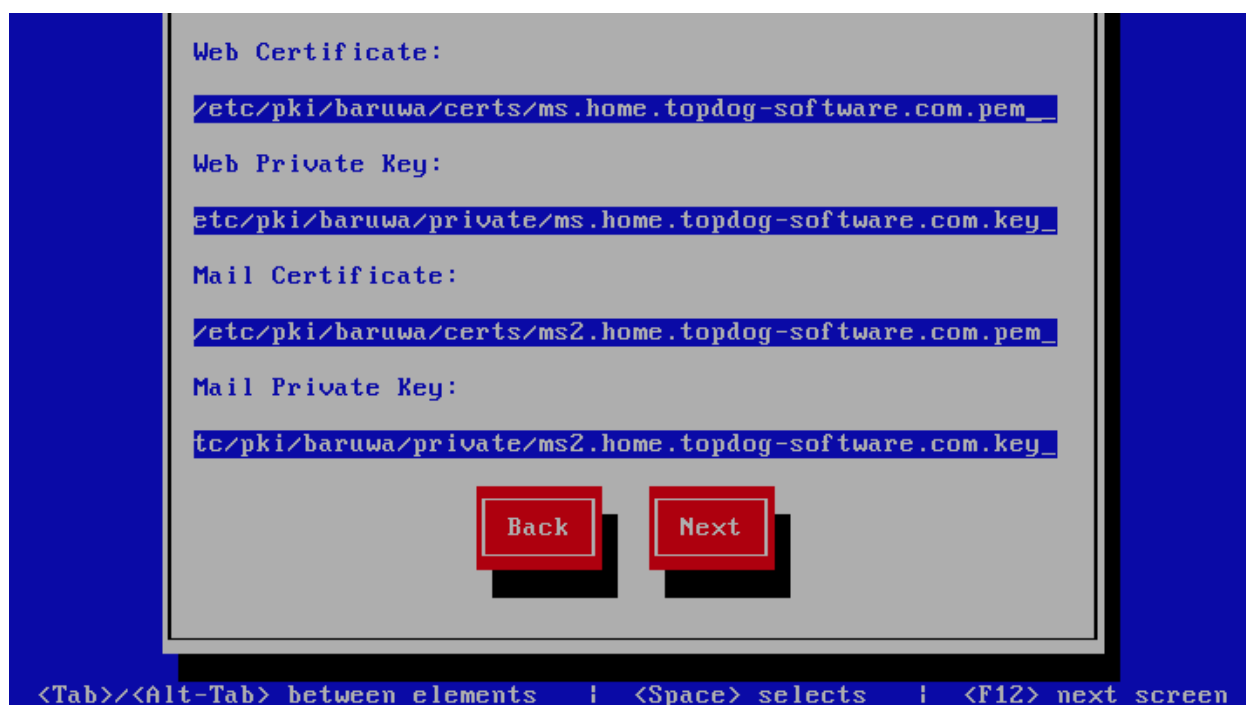 Web Certificate:
/etc/pki/baruwa/certs/ms.home.topdog-software.com.pem__
Web Private Key:
etc/pki/baruwa/private/ms.home.topdog-software.com.key_
Mail Certificate:
/etc/pki/baruwa/certs/ms2.home.topdog-software.com.pem_
Mail Private Key:
tc/pki/baruwa/private/ms2.home.topdog-software.com.key_
Back Next
<Tab>/<Alt-Tab> between elements | <Space> selects | <F12> next screen